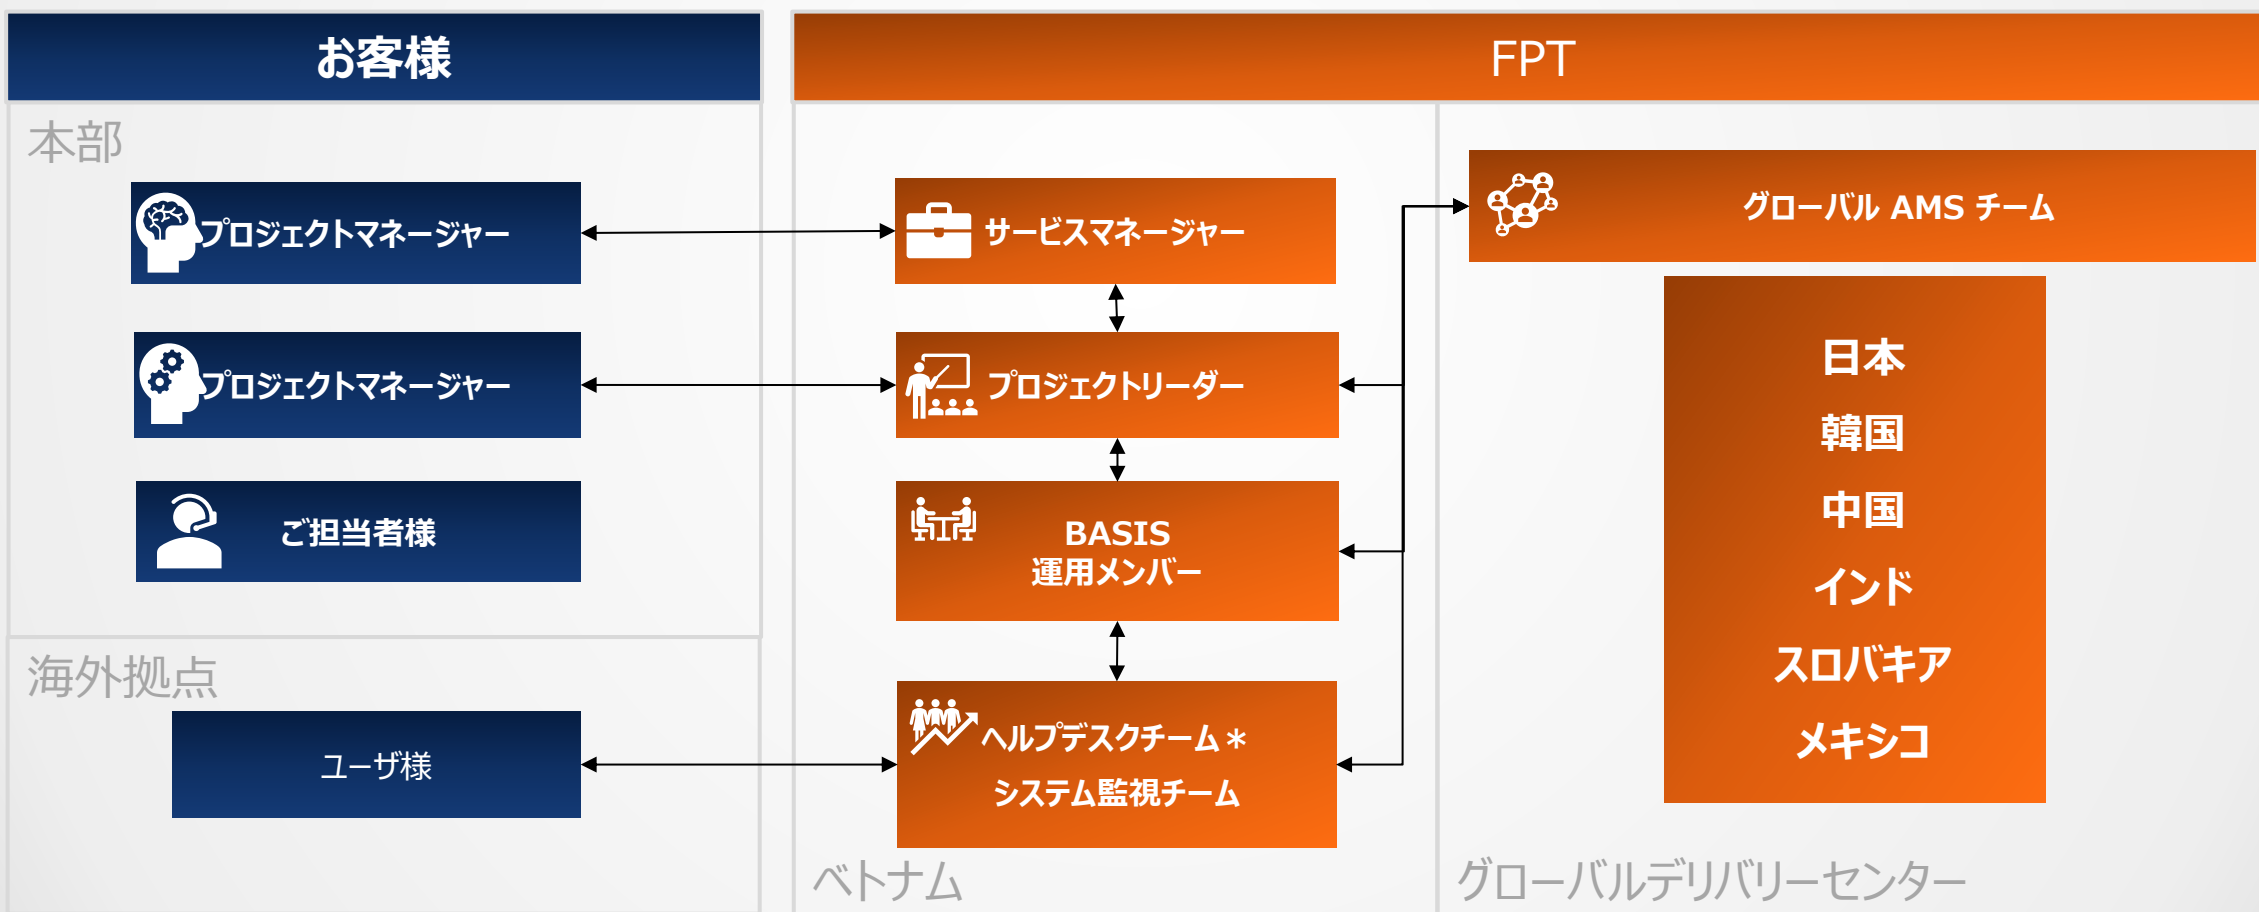 お客様
FPT
本部
プロジェクトマネージャー
サービスマネージャー
グローバル AMS チーム
プロジェクトマネージャー
プロジェクトリーダー
ご担当者様
BASIS
運用メンバー
海外拠点
ユーザ様
ヘルプデスクチーム＊
システム監視チーム
日本
韓国
中国
インド
スロバキア
メキシコ
ベトナム
グローバルデリバリーセンター